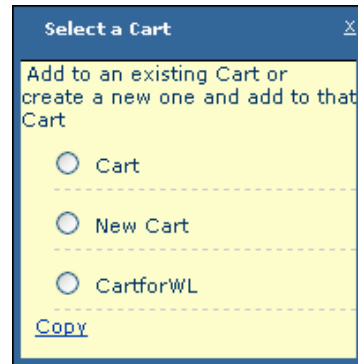 Select a Cart X
Add to an existing Cart or
create a new one and add to that
Cart
Cart
New Cart
CartforWL
Copy